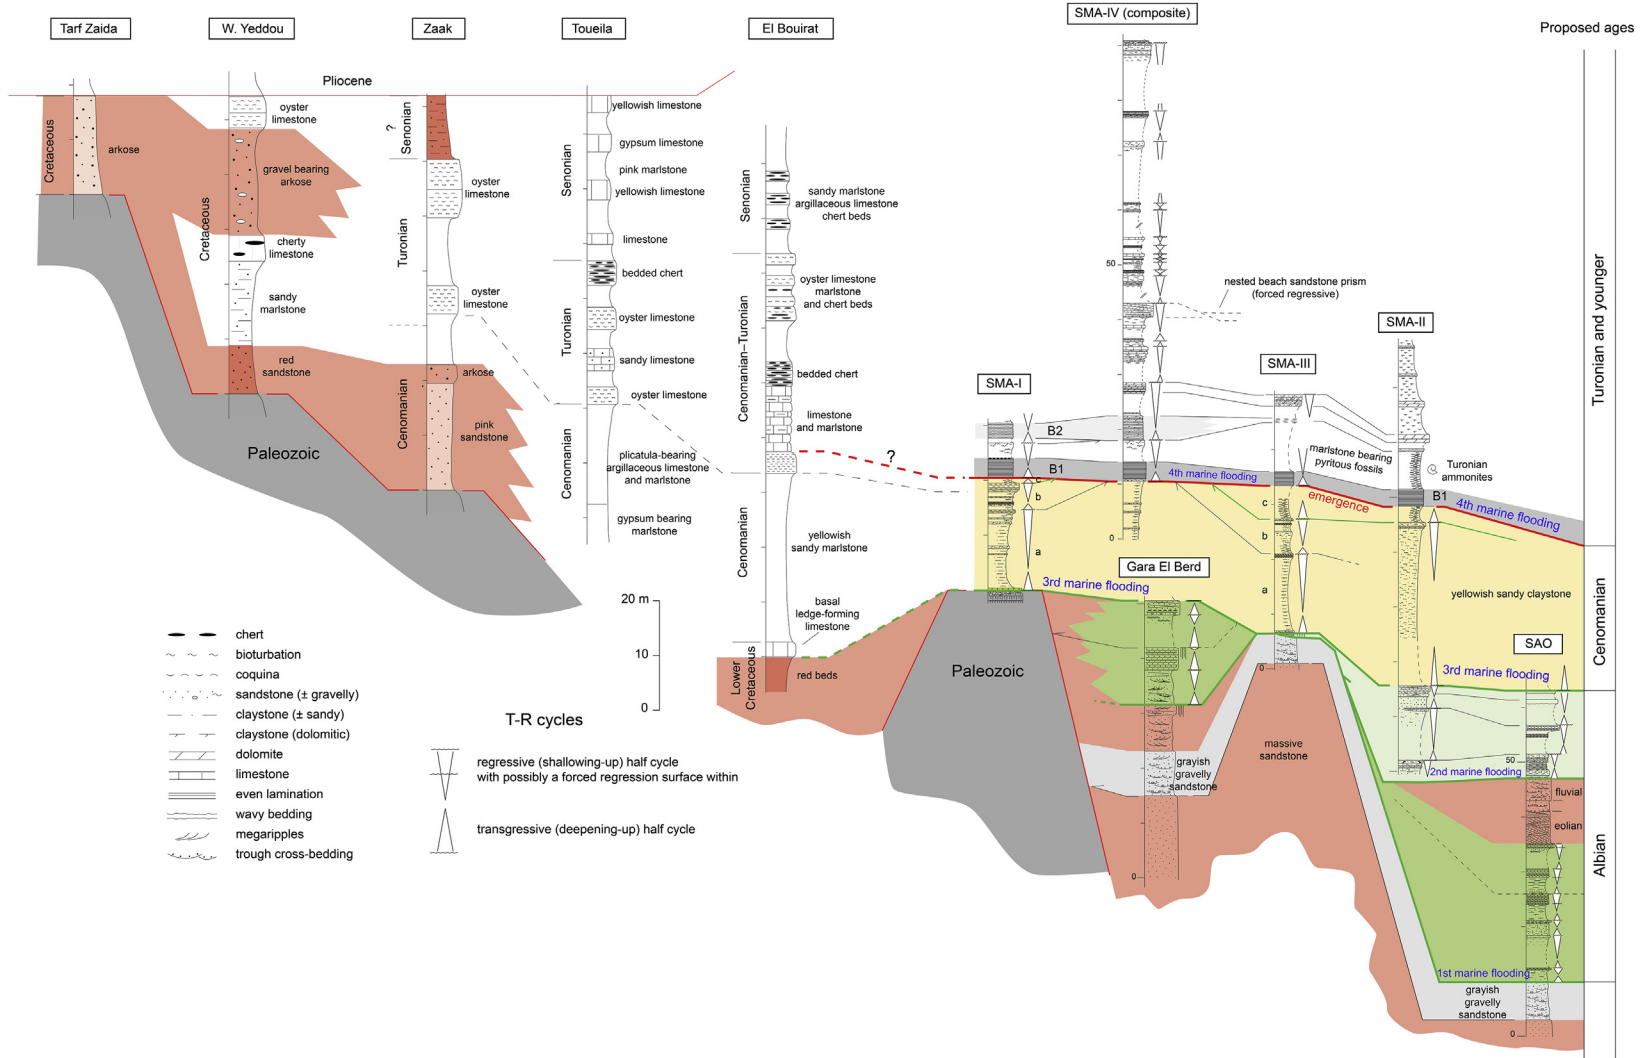 Tarf Zaida
W. Yeddou
Zaak
Toueila
El Bouirat
SMA-IV (composite)
Proposed ages
Pliocene
Cretaceous
arkose
Cretaceous
oyster
limestone
gravel bearing
arkose
cherty
limestone
sandy
marlstone
red
sandstone
Paleozoic
?
Senonian
Turonian
Cenomanian
oyster
limestone
oyster
limestone
arkose
pink
sandstone
Senonian
Turonian
Cenomanian
yellowish limestone
gypsum limestone
pink marlstone
yellowish limestone
limestone
bedded chert
oyster limestone
sandy limestone
oyster limestone
plicatula-bearing
argillaceous limestone
and marlstone
gypsum bearing
marlstone
Senonian
Cenomanian–Turonian
Cenomanian
Lower
Cretaceous
sandy marlstone
argillaceous limestone
chert beds
oyster limestone
marlstone
and chert beds
bedded chert
limestone
and marlstone
yellowish
sandy marlstone
basal
ledge-forming
limestone
red beds
?
20 m
10
0
chert
bioturbation
coquina
sandstone (± gravelly)
claystone (± sandy)
claystone (dolomitic)
dolomite
limestone
even lamination
wavy bedding
megaripples
trough cross-bedding
T-R cycles
regressive (shallowing-up) half cycle
with possibly a forced regression surface within
transgressive (deepening-up) half cycle
50
0
nested beach sandstone prism
(forced regressive)
SMA-I
SMA-III
SMA-II
B2
B1
c
b
a
4th marine flooding
marlstone bearing
pyritous fossils
Turonian
ammonites
B1
emergence
4th marine flooding
c
b
a
3rd marine flooding
Gara El Berd
yellowish sandy claystone
SAO
3rd marine flooding
Paleozoic
0
massive
sandstone
grayish
gravelly
sandstone
0
50
2nd marine flooding
fluvial
eolian
1st marine flooding
grayish
gravelly
sandstone
0
Turonian and younger
Cenomanian
Albian